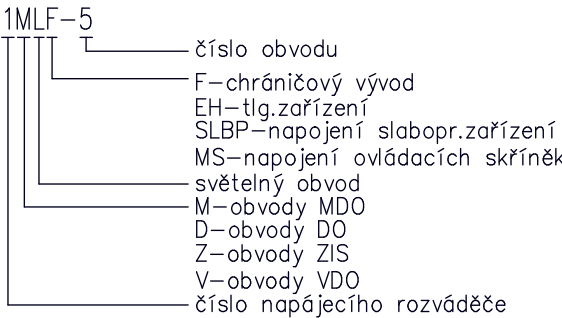 1MLF-5
číslo obvodu
F-chráničový vývod
EH-tlg.zařízení
SLBP-napojení slabopr.zařízení
MS-napojení ovládacích skříněk
světelný obvod
M-obvody MDO
D-obvody DO
Z-obvody ZIS
V-obvody VDO
číslo napájecího rozváděče